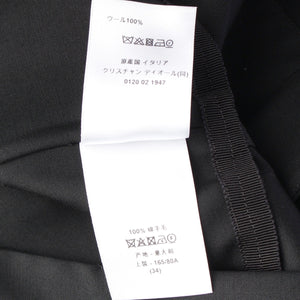 ウール100%
原産国 イタリア
クリスチャン ディオール(同)
0120 02 1947
100% 绵羊毛
产地:意大利
上装:165/80A
(34)